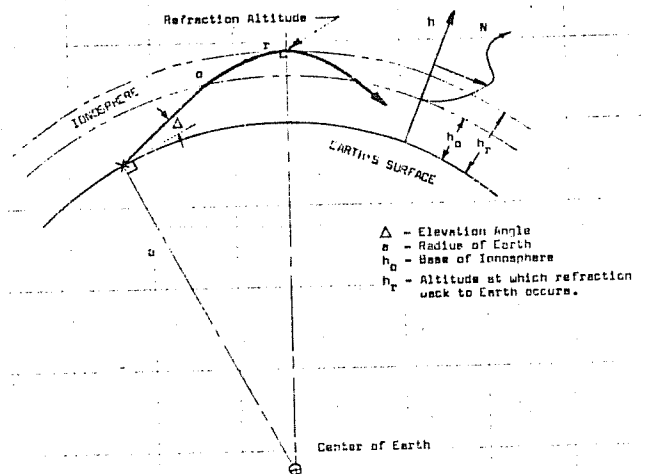 Refraction Altitude
r
h
N
o
IONOSPHERE
Δ
EARTH'S SURFACE
h₀
hᵣ
a
Δ - Elevation Angle
a - Radius of Earth
h₀ - Base of Ionosphere
hᵣ - Altitude at which refraction
back to Earth occurs.
Center of Earth